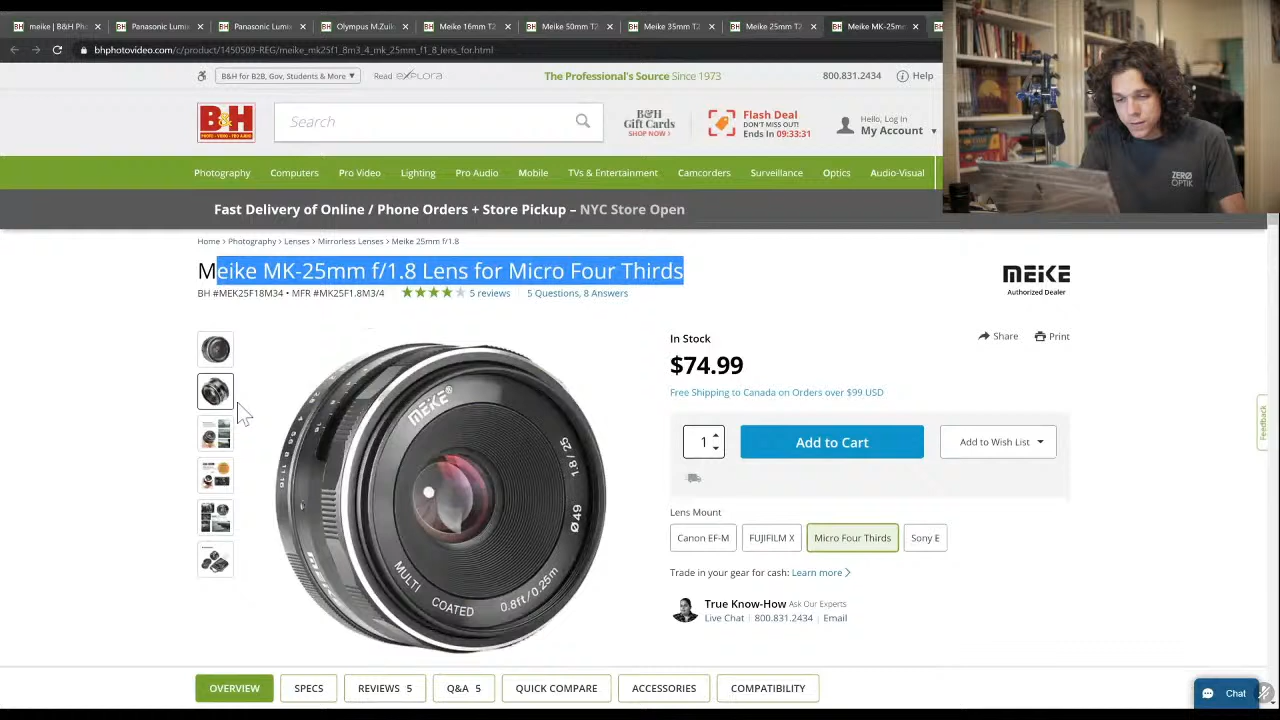 meike | B&H Pho
Panasonic Lumix
Panasonic Lumix
Olympus M.Zuik
Meike 16mm T2
Meike 50mm T2
Meike 35mm T2
Meike 25mm T2
Meike MK-25mm
bhphotovideo.com/c/product/1450509-REG/meike_mk25f1_8m3_4_mk_25mm_f1_8_lens_for.html
B&H for B2B, Gov, Students & More
Read explora
The Professional's Source Since 1973
800.831.2434
Help
B&H
PHOTO - VIDEO - PRO AUDIO
Search
B&H
Gift Cards
SHOP NOW >
Flash Deal
DON'T MISS OUT!
Ends In 09:33:31
Hello, Log In
My Account
ZERØ
OPTIK
Photography
Computers
Pro Video
Lighting
Pro Audio
Mobile
TVs & Entertainment
Camcorders
Surveillance
Optics
Audio-Visual
Fast Delivery of Online / Phone Orders + Store Pickup – NYC Store Open
Home › Photography › Lenses › Mirrorless Lenses › Meike 25mm f/1.8
Meike MK-25mm f/1.8 Lens for Micro Four Thirds
BH #MEK25F18M34 • MFR #MK25F1.8M3/4
5 reviews
5 Questions, 8 Answers
MEIKE
Authorized Dealer
In Stock
Share
Print
$74.99
Free Shipping to Canada on Orders over $99 USD
1
Add to Cart
Add to Wish List
Lens Mount
Canon EF-M
FUJIFILM X
Micro Four Thirds
Sony E
Trade in your gear for cash: Learn more >
True Know-How Ask Our Experts
Live Chat | 800.831.2434 | Email
MEIKE®
25 / 1.8
Ø49
MULTI COATED
0.8ft/0.25m
Feedback
OVERVIEW
SPECS
REVIEWS 5
Q&A 5
QUICK COMPARE
ACCESSORIES
COMPATIBILITY
Chat